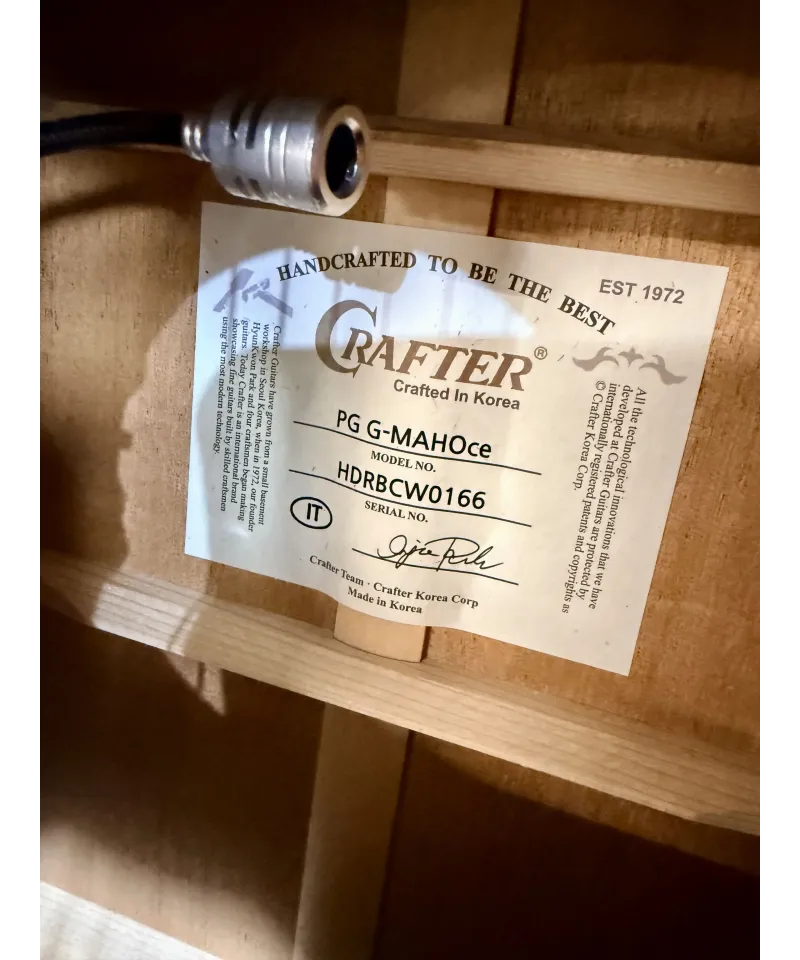 HANDCRAFTED TO BE THE BEST
EST 1972
CRAFTER®
Crafted In Korea
PG G-MAHOce
MODEL NO.
HDRBCW0166
SERIAL NO.
IT
Crafter Team · Crafter Korea Corp
Made in Korea
Crafter Guitars have grown from a small basement
workshop in Seoul Korea, when in 1972, our founder
HyunKwon Park and four craftsmen began making
guitars. Today Crafter is an international brand
showcasing fine guitars built by skilled craftsmen
using the most modern technology.
All the technological innovations that we have
developed at Crafter Guitars are protected by
internationally registered patents and copyrights as
© Crafter Korea Corp.